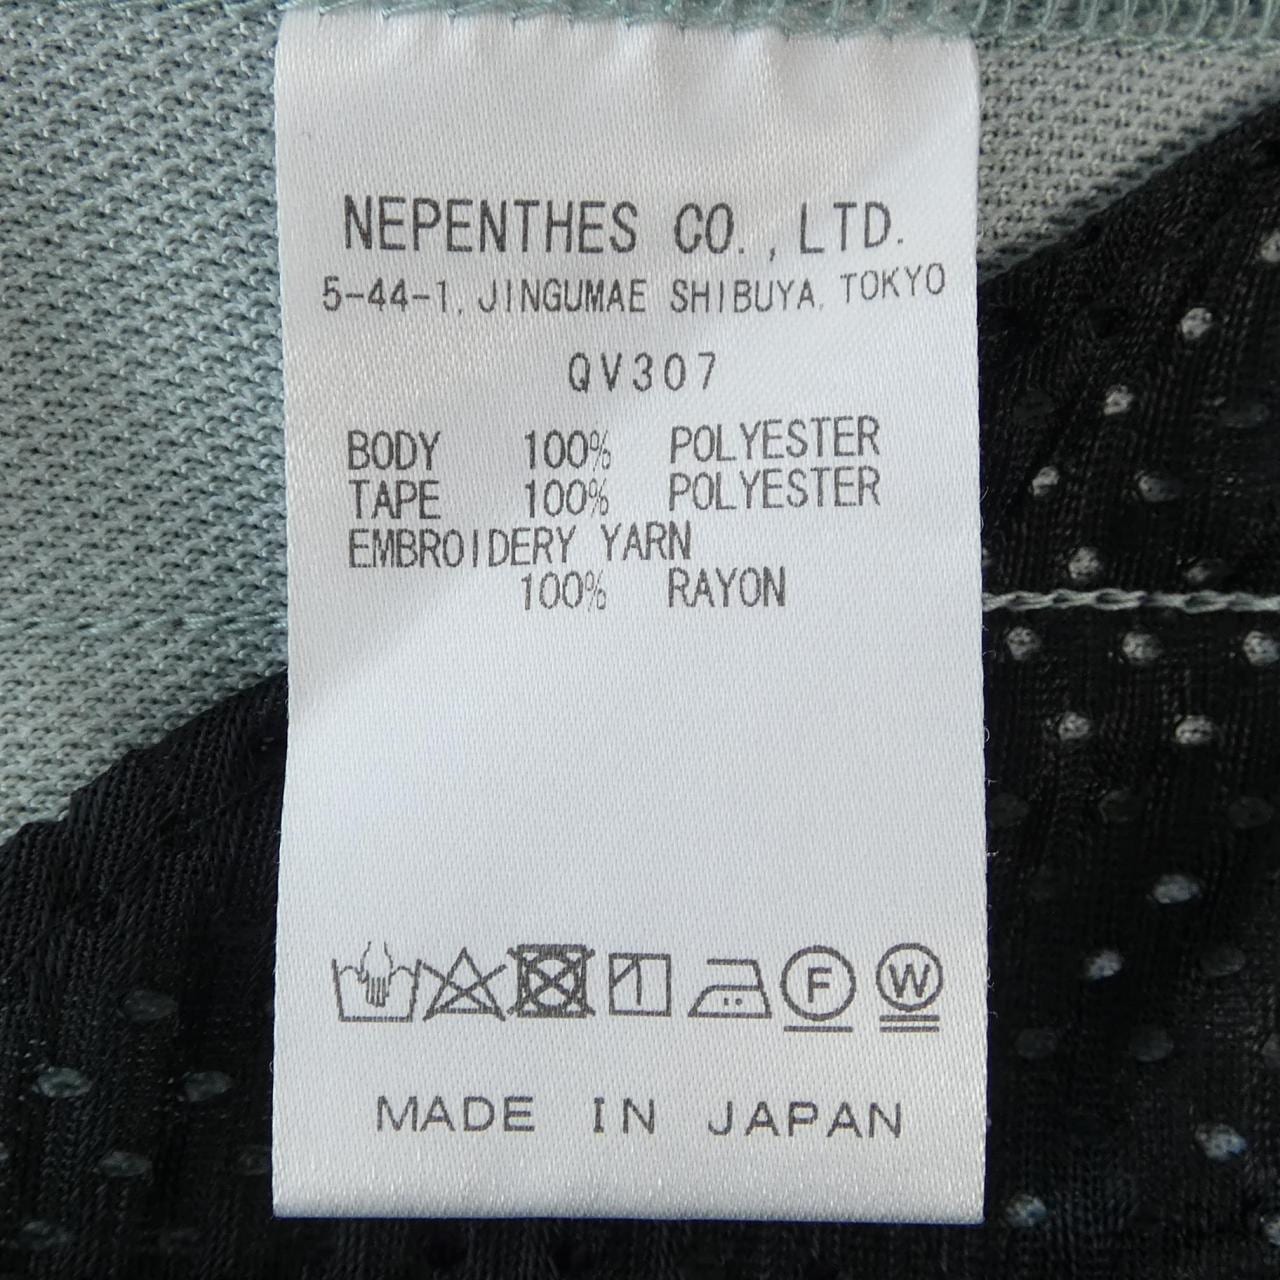 NEPENTHES CO.,LTD.
5-44-1, JINGUMAE SHIBUYA, TOKYO
QV307
BODY 100% POLYESTER
TAPE 100% POLYESTER
EMBROIDERY YARN
100% RAYON
F W
MADE IN JAPAN